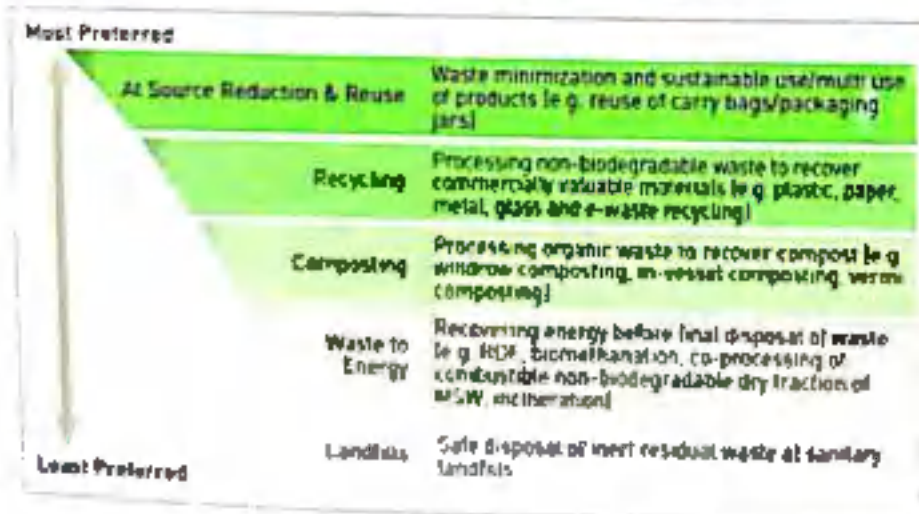 Most Preferred
At Source Reduction & Reuse
Waste minimization and sustainable use/multi use
of products (e.g. reuse of carry bags/packaging
jars)
Recycling
Processing non-biodegradable waste to recover
commercially valuable materials (e.g. plastic, paper,
metal, glass and e-waste recycling)
Composting
Processing organic waste to recover compost (e.g.
windrow composting, in-vessel composting, vermi
composting)
Waste to
Energy
Recovering energy before final disposal of waste
(e.g. RDF, biomethanation, co-processing of
combustible non-biodegradable dry fraction of
MSW, incineration)
Landfills
Safe disposal of inert residual waste at sanitary
landfills
Least Preferred